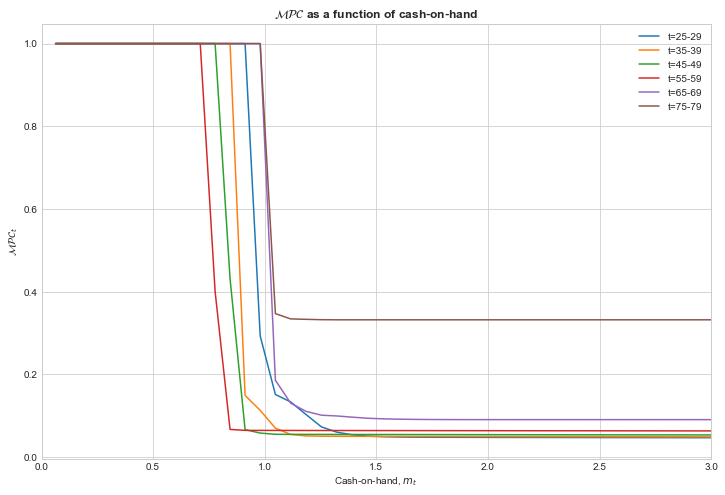 𝓜𝓟𝓒 as a function of cash-on-hand
t=25-29
t=35-39
t=45-49
t=55-59
t=65-69
t=75-79
1.0
0.8
0.6
0.4
0.2
0.0
𝓜𝓟𝓒t
0.0 0.5 1.0 1.5 2.0 2.5 3.0
Cash-on-hand, mt